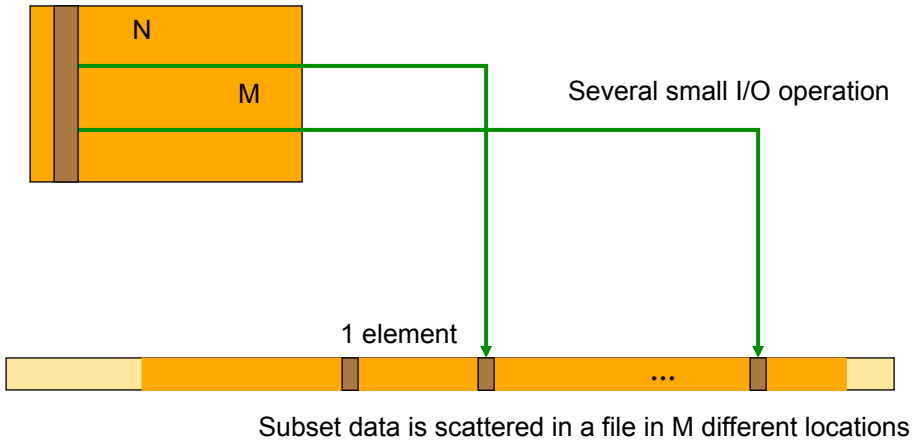 N
M
Several small I/O operation
1 element
...
Subset data is scattered in a file in M different locations